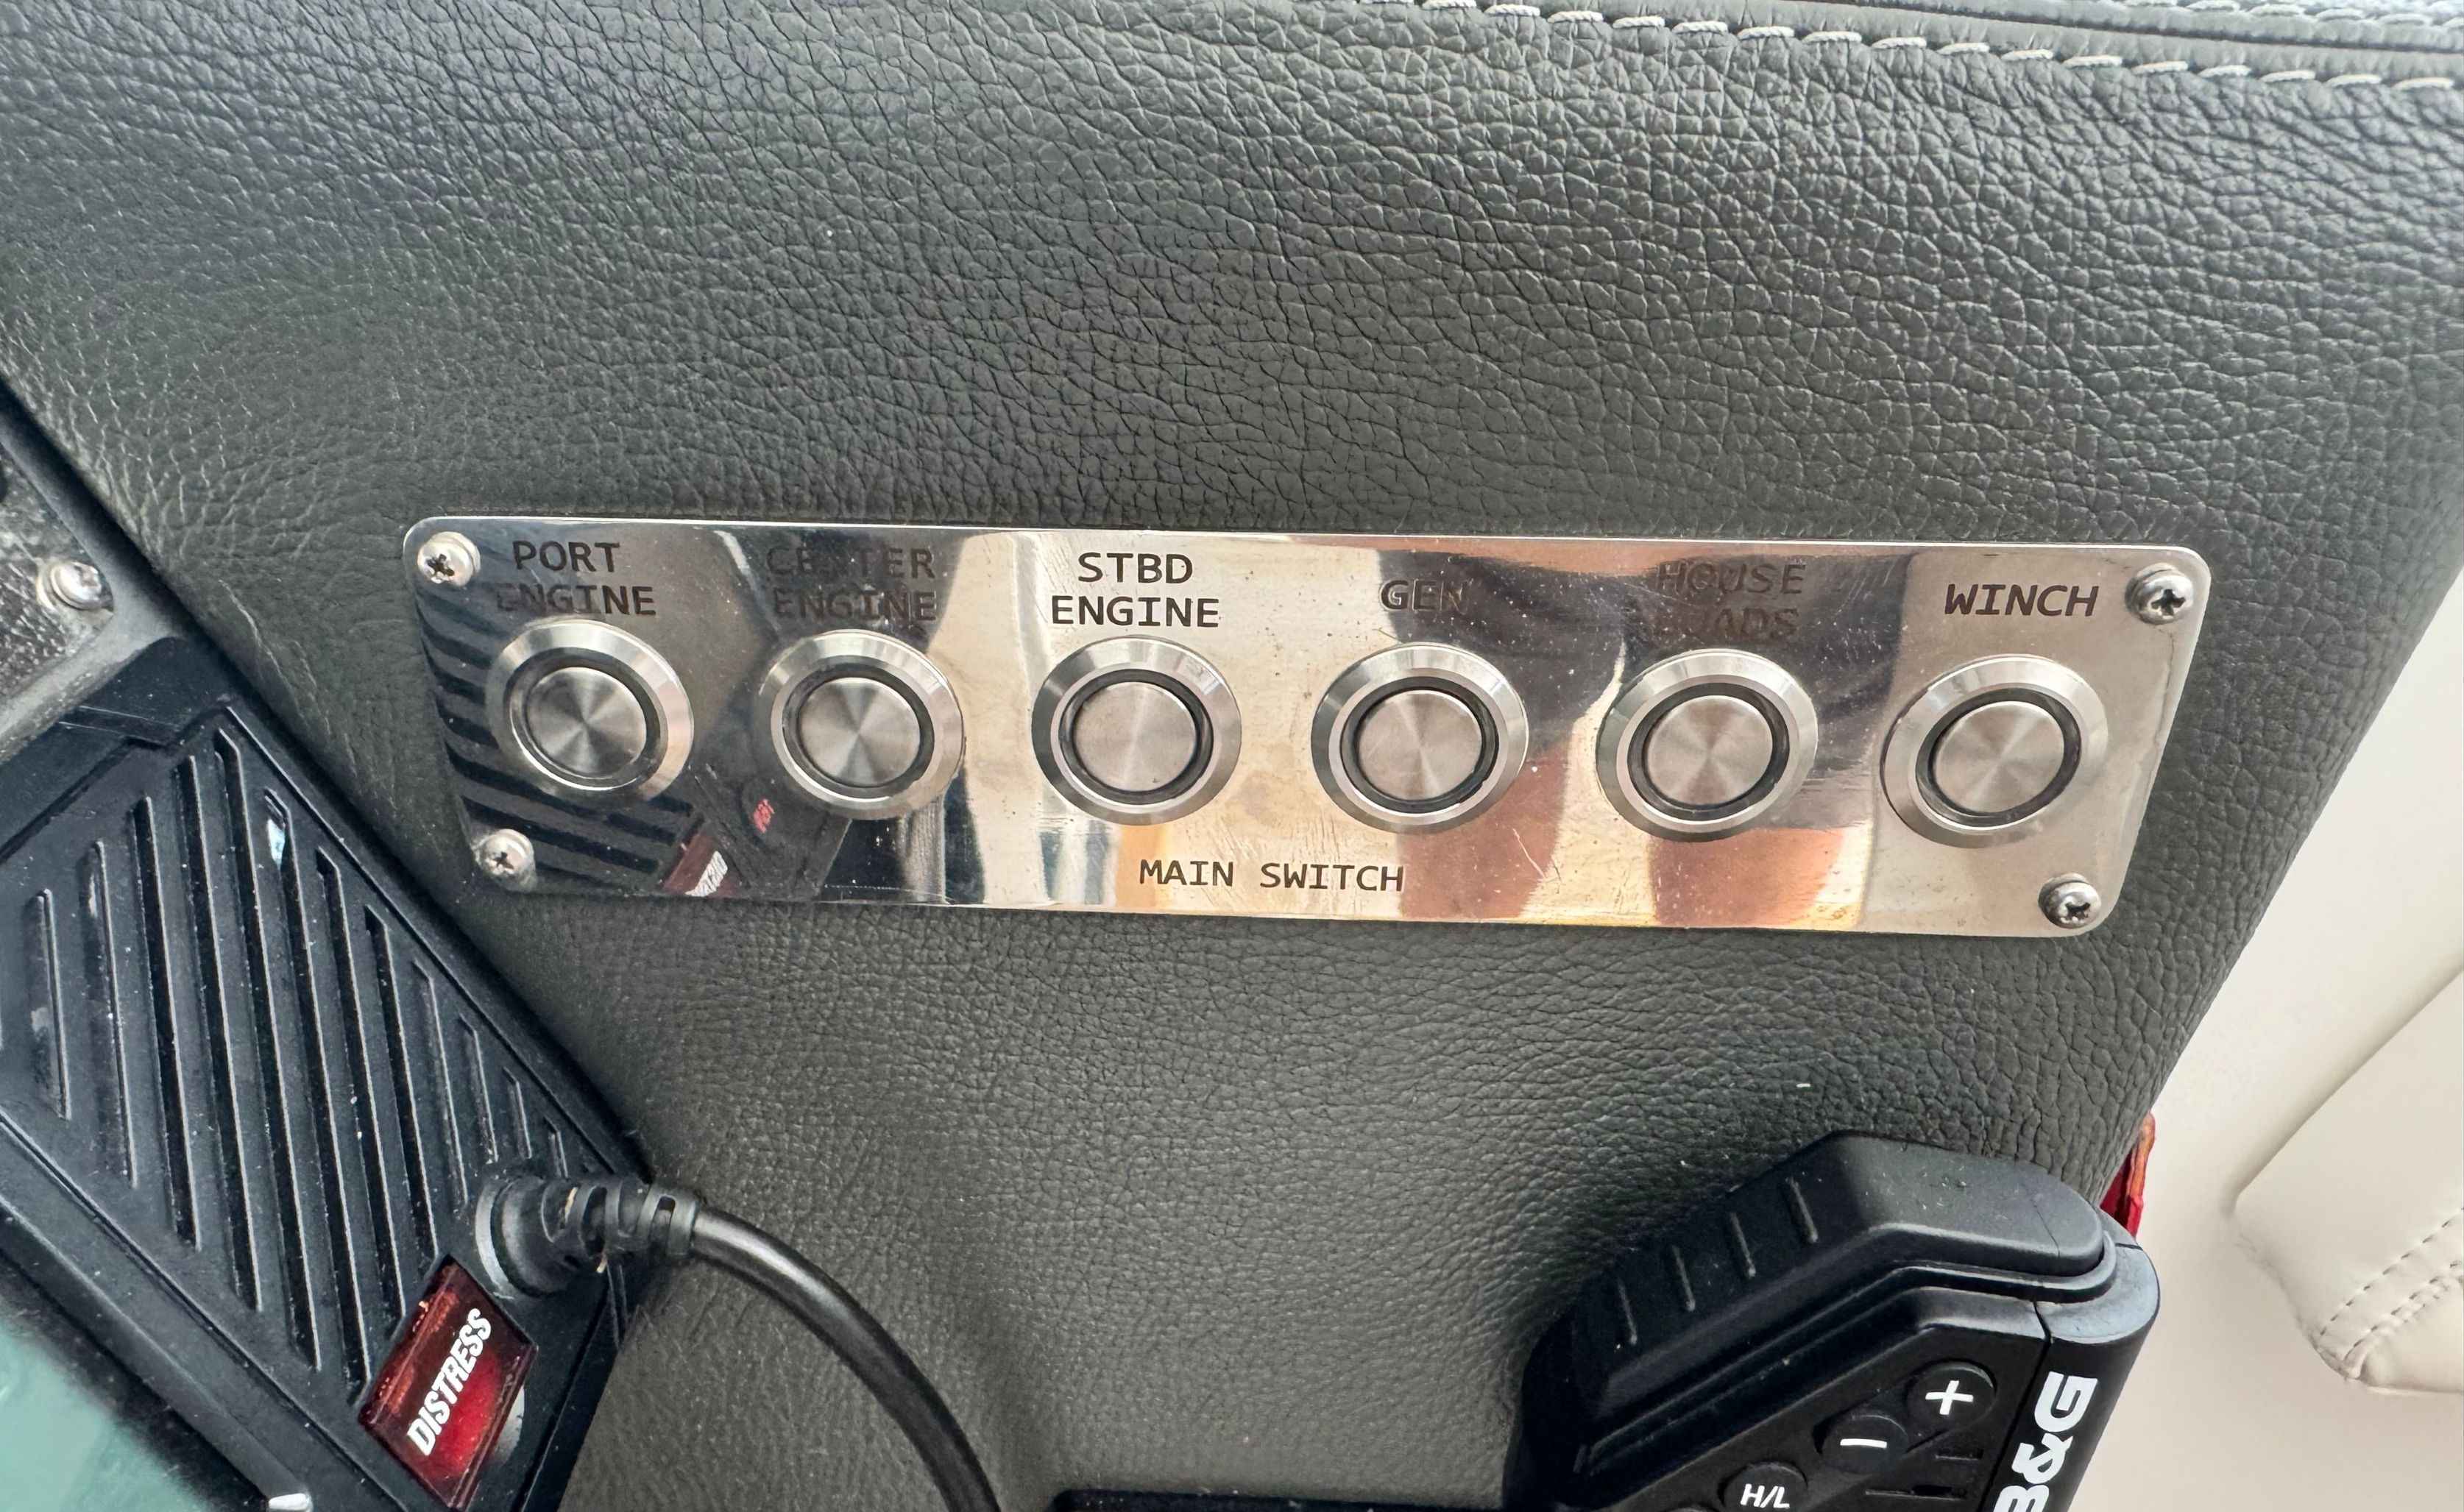 PORT
ENGINE
CENTER
ENGINE
STBD
ENGINE
GEN
HOUSE
LOADS
WINCH
MAIN SWITCH
DISTRESS
+
–
H/L
B&G